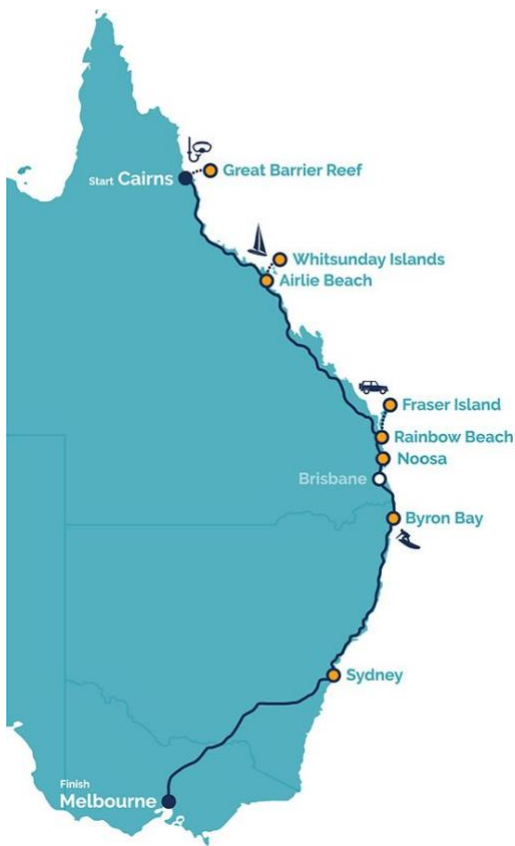 Great Barrier Reef
Start Cairns
Whitsunday Islands
Airlie Beach
Fraser Island
Rainbow Beach
Noosa
Brisbane
Byron Bay
Sydney
Finish
Melbourne